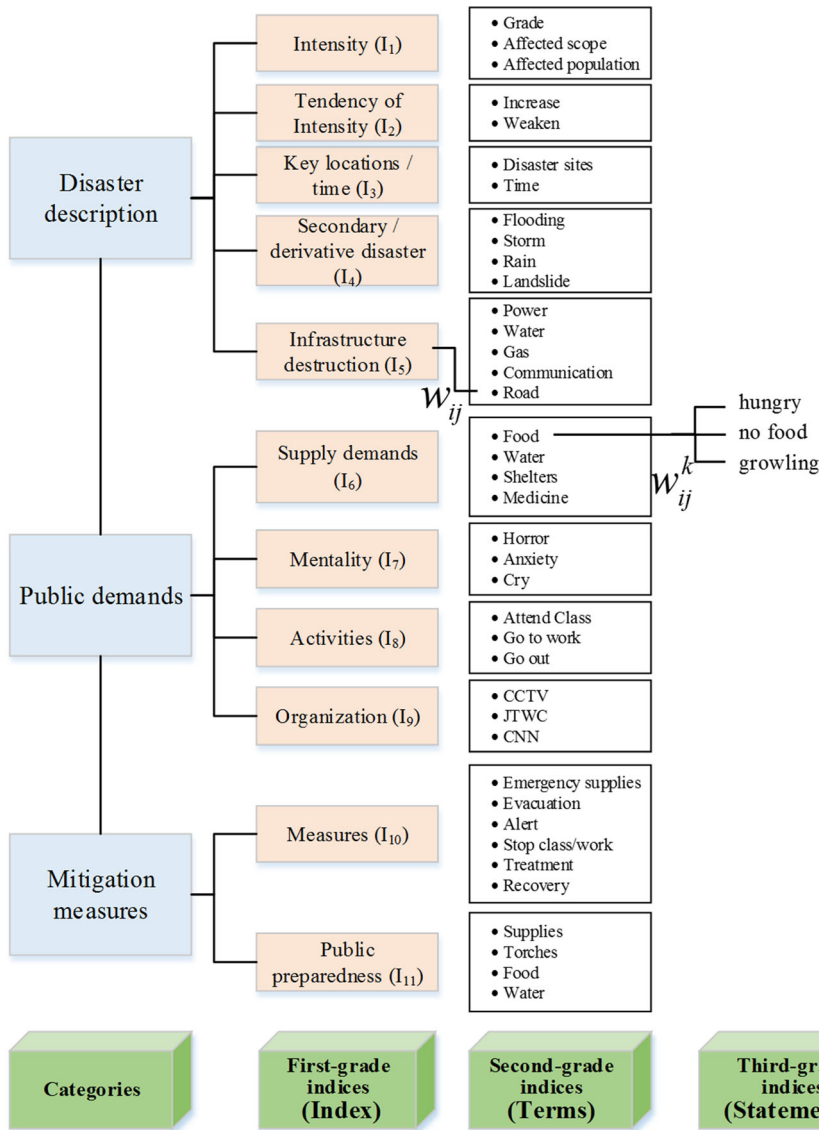 Disaster
description
Intensity (I1)
• Grade
• Affected scope
• Affected population
Tendency of
Intensity (I2)
• Increase
• Weaken
Key locations /
time (I3)
• Disaster sites
• Time
Secondary /
derivative disaster
(I4)
• Flooding
• Storm
• Rain
• Landslide
Infrastructure
destruction (I5)
• Power
• Water
• Gas
• Communication
• Road
wij
Public demands
Supply demands
(I6)
• Food
• Water
• Shelters
• Medicine
wijk
hungry
no food
growling
Mentality (I7)
• Horror
• Anxiety
• Cry
Activities (I8)
• Attend Class
• Go to work
• Go out
Organization (I9)
• CCTV
• JTWC
• CNN
Mitigation
measures
Measures (I10)
• Emergency supplies
• Evacuation
• Alert
• Stop class/work
• Treatment
• Recovery
Public
preparedness (I11)
• Supplies
• Torches
• Food
• Water
Categories
First-grade
indices
(Index)
Second-grade
indices
(Terms)
Third-gr
indices
(Stateme